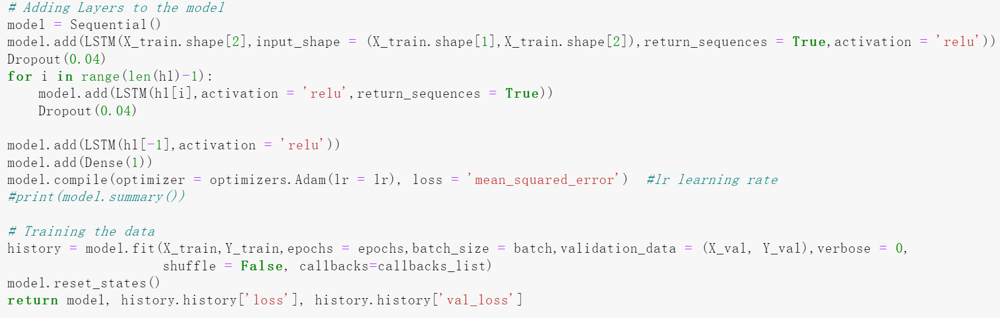 # Adding Layers to the model
model = Sequential()
model.add(LSTM(X_train.shape[2],input_shape = (X_train.shape[1],X_train.shape[2]),return_sequences = True,activation = 'relu'))
Dropout(0.04)
for i in range(len(hl)-1):
    model.add(LSTM(hl[i],activation = 'relu',return_sequences = True))
    Dropout(0.04)

model.add(LSTM(hl[-1],activation = 'relu'))
model.add(Dense(1))
model.compile(optimizer = optimizers.Adam(lr = lr), loss = 'mean_squared_error')  #lr learning rate
#print(model.summary())

# Training the data
history = model.fit(X_train,Y_train,epochs = epochs,batch_size = batch,validation_data = (X_val, Y_val),verbose = 0,
                    shuffle = False, callbacks=callbacks_list)
model.reset_states()
return model, history.history['loss'], history.history['val_loss']